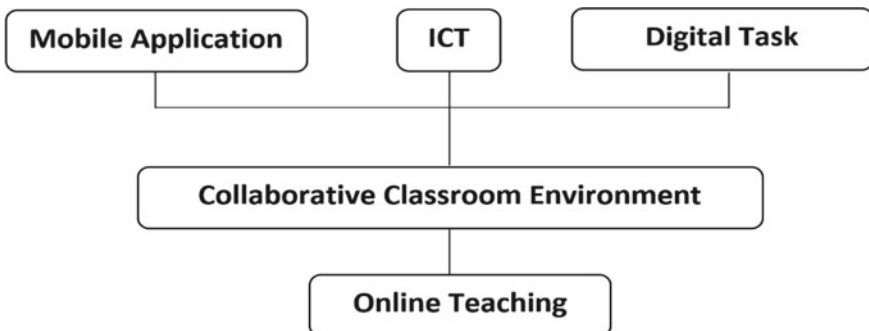 Mobile Application
ICT
Digital Task
Collaborative Classroom Environment
Online Teaching